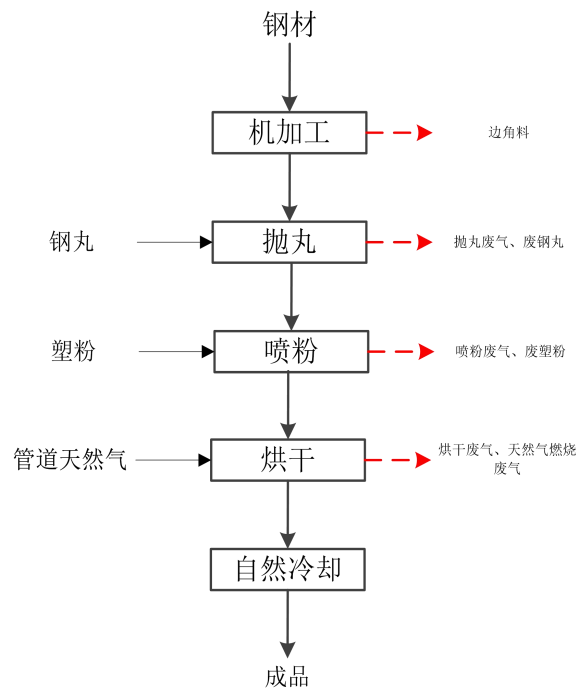 钢材
机加工
边角料
钢丸
抛丸
抛丸废气、废钢丸
塑粉
喷粉
喷粉废气、废塑粉
管道天然气
烘干
烘干废气、天然气燃烧
废气
自然冷却
成品